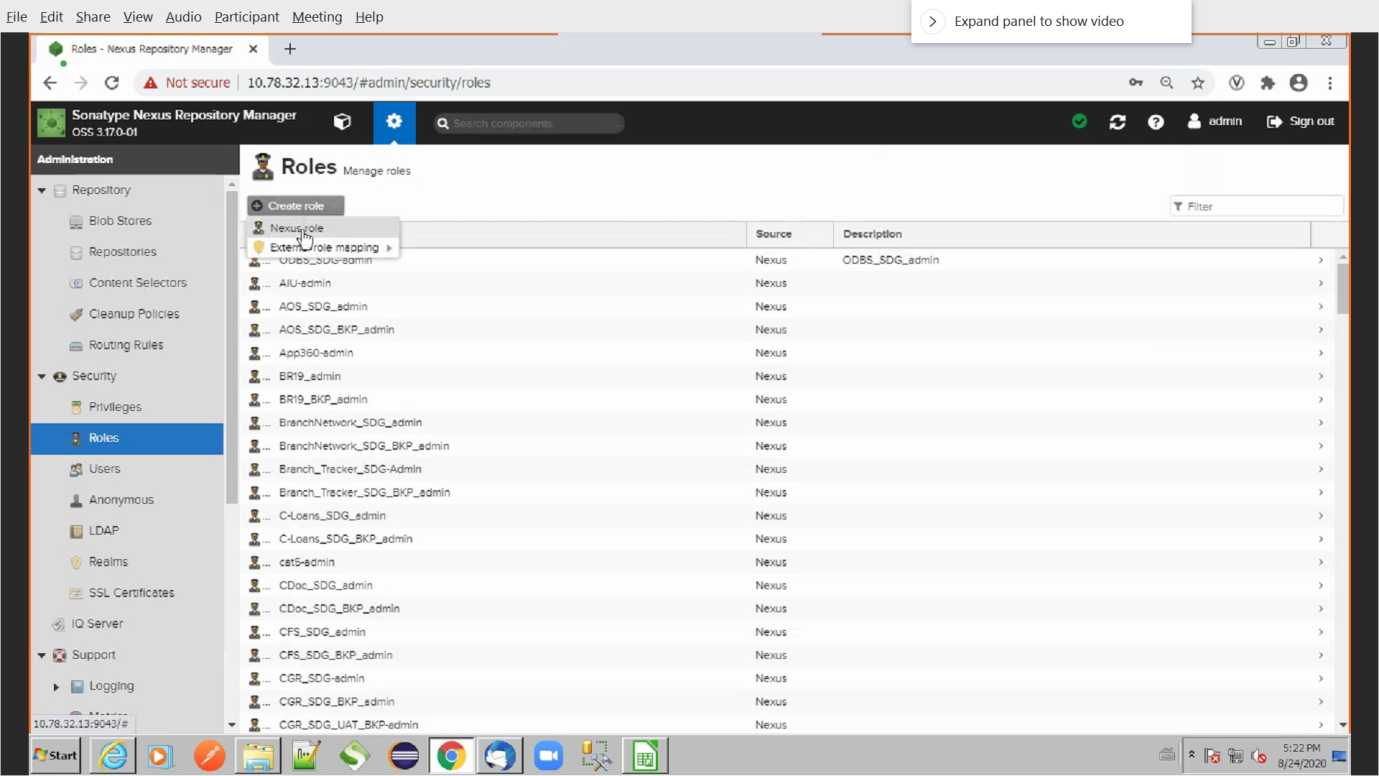 File Edit Share View Audio Participant Meeting Help
Expand panel to show video
Roles - Nexus Repository Manager
Not secure 10.78.32.13:9043/#admin/security/roles
Sonatype Nexus Repository Manager
OSS 3.17.0-01
Search components
admin
Sign out
Administration
Repository
Blob Stores
Repositories
Content Selectors
Cleanup Policies
Routing Rules
Security
Privileges
Roles
Users
Anonymous
LDAP
Realms
SSL Certificates
IQ Server
Support
Logging
10.78.32.13:9043/#
Roles Manage roles
Create role
Filter
Nexus role
External role mapping
Source Description
ODBS_SDG-admin Nexus ODBS_SDG_admin
AIU-admin Nexus
AOS_SDG_admin Nexus
AOS_SDG_BKP_admin Nexus
App360-admin Nexus
BR19_admin Nexus
BR19_BKP_admin Nexus
BranchNetwork_SDG_admin Nexus
BranchNetwork_SDG_BKP_admin Nexus
Branch_Tracker_SDG-Admin Nexus
Branch_Tracker_SDG_BKP_admin Nexus
C-Loans_SDG_admin Nexus
C-Loans_SDG_BKP_admin Nexus
cat5-admin Nexus
CDoc_SDG_admin Nexus
CDoc_SDG_BKP_admin Nexus
CFS_SDG_admin Nexus
CFS_SDG_BKP_admin Nexus
CGR_SDG-admin Nexus
CGR_SDG_BKP_admin Nexus
CGR_SDG_UAT_BKP-admin Nexus
Start
5:22 PM
8/24/2020